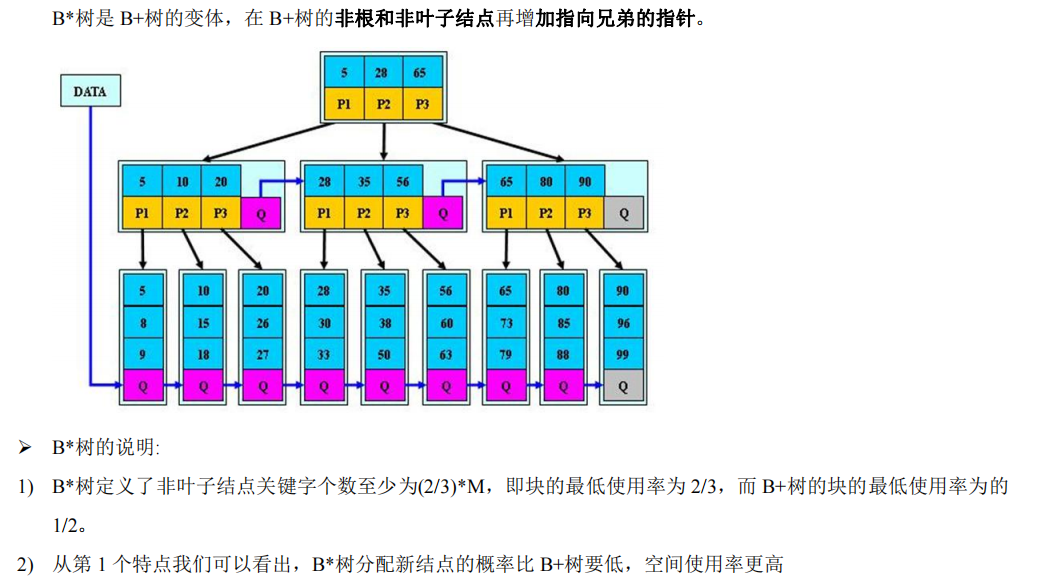 B*树是 B+树的变体，在 B+树的非根和非叶子结点再增加指向兄弟的指针。
5 28 65
DATA
P1 P2 P3
5 10 20 28 35 56 65 80 90
P1 P2 P3 Q P1 P2 P3 Q P1 P2 P3 Q
5 10 20 28 35 56 65 80 90
8 15 26 30 38 60 73 85 96
9 18 27 33 50 63 79 88 99
Q Q Q Q Q Q Q Q Q
➢ B*树的说明:
1) B*树定义了非叶子结点关键字个数至少为(2/3)*M，即块的最低使用率为 2/3，而 B+树的块的最低使用率为的
1/2。
2) 从第 1 个特点我们可以看出，B*树分配新结点的概率比 B+树要低，空间使用率更高